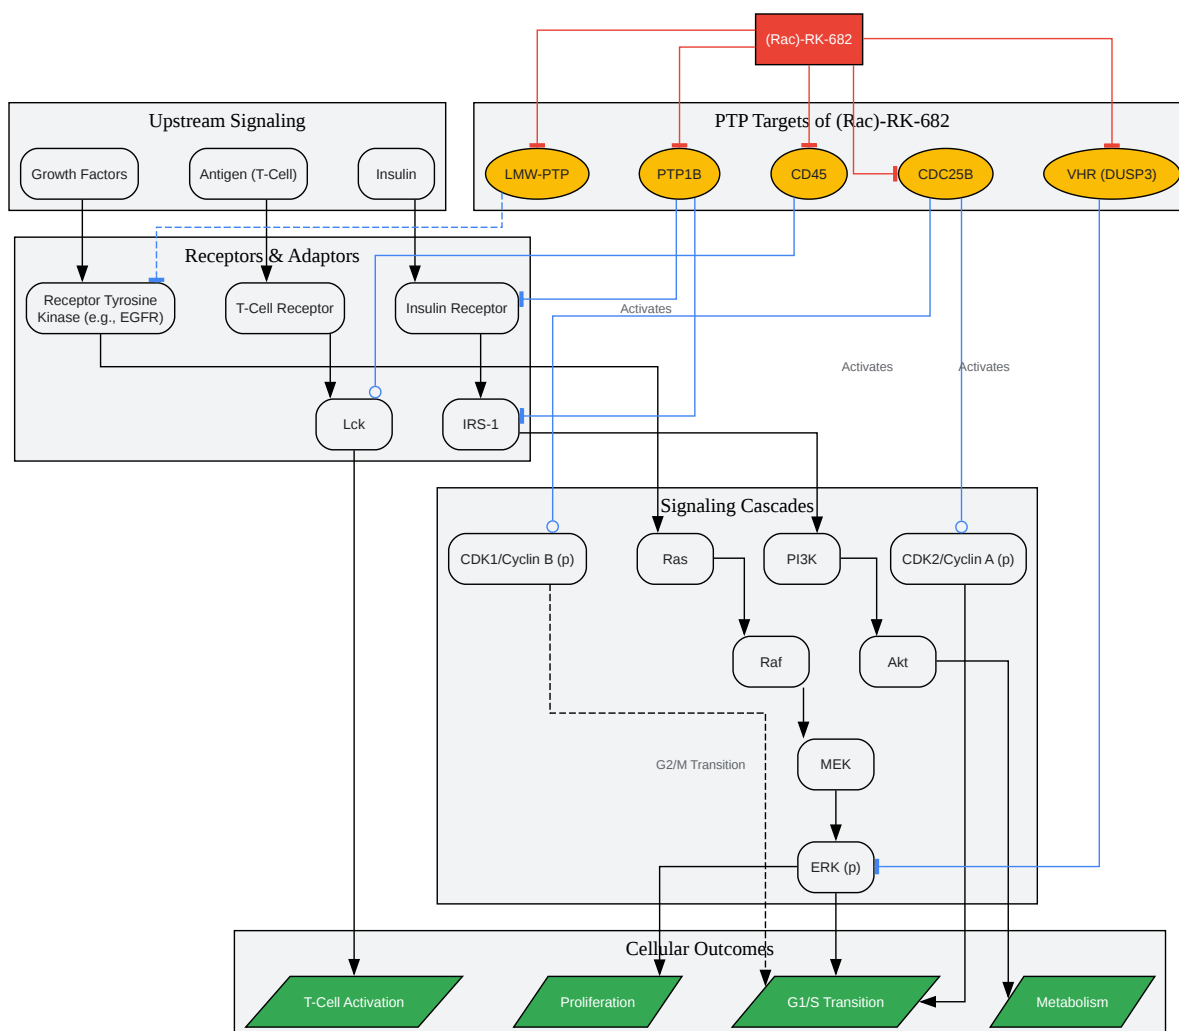 (Rac)-RK-682
Upstream Signaling
PTP Targets of (Rac)-RK-682
Growth Factors
Antigen (T-Cell)
Insulin
LMW-PTP
PTP1B
CD45
CDC25B
VHR (DUSP3)
Receptors & Adaptors
Receptor Tyrosine
Kinase (e.g., EGFR)
T-Cell Receptor
Insulin Receptor
Activates
Activates
Activates
Lck
IRS-1
Signaling Cascades
CDK1/Cyclin B (p)
Ras
PI3K
CDK2/Cyclin A (p)
Raf
Akt
G2/M Transition
MEK
ERK (p)
Cellular Outcomes
T-Cell Activation
Proliferation
G1/S Transition
Metabolism